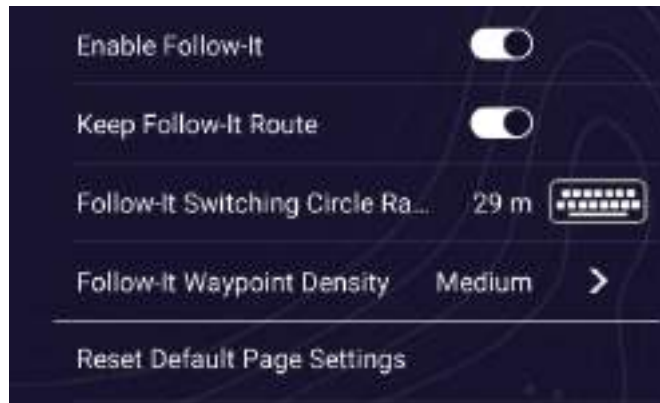 Enable Follow-It
Keep Follow-It Route
Follow-It Switching Circle Ra... 29 m
Follow-It Waypoint Density Medium
Reset Default Page Settings